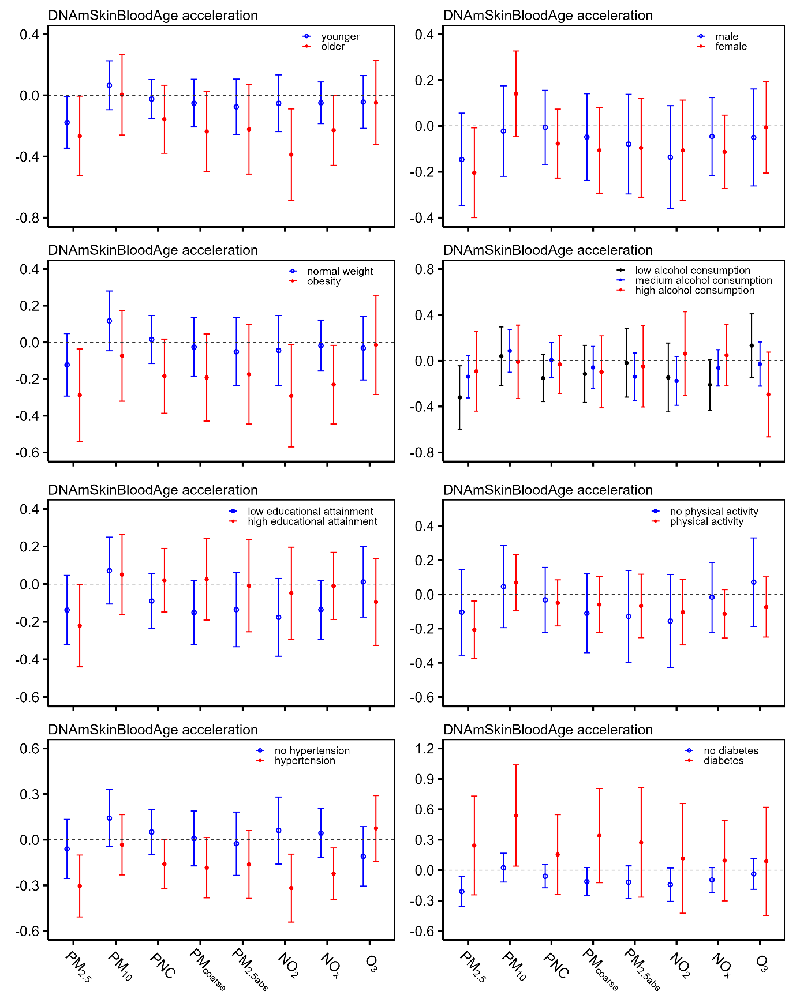 DNAmSkinBloodAge acceleration
younger
older
0.4
0.0
-0.4
-0.8
DNAmSkinBloodAge acceleration
male
female
0.4
0.2
0.0
-0.2
-0.4
DNAmSkinBloodAge acceleration
normal weight
obesity
0.4
0.2
0.0
-0.2
-0.4
-0.6
DNAmSkinBloodAge acceleration
low alcohol consumption
medium alcohol consumption
high alcohol consumption
0.8
0.4
0.0
-0.4
-0.8
DNAmSkinBloodAge acceleration
low educational attainment
high educational attainment
0.4
0.2
0.0
-0.2
-0.4
-0.6
DNAmSkinBloodAge acceleration
no physical activity
physical activity
0.4
0.2
0.0
-0.2
-0.4
-0.6
DNAmSkinBloodAge acceleration
no hypertension
hypertension
0.6
0.3
0.0
-0.3
-0.6
PM2.5
PM10
PNC
PMcoarse
PM2.5abs
NO2
NOx
O3
DNAmSkinBloodAge acceleration
no diabetes
diabetes
1.2
0.9
0.6
0.3
0.0
-0.3
-0.6
PM2.5
PM10
PNC
PMcoarse
PM2.5abs
NO2
NOx
O3